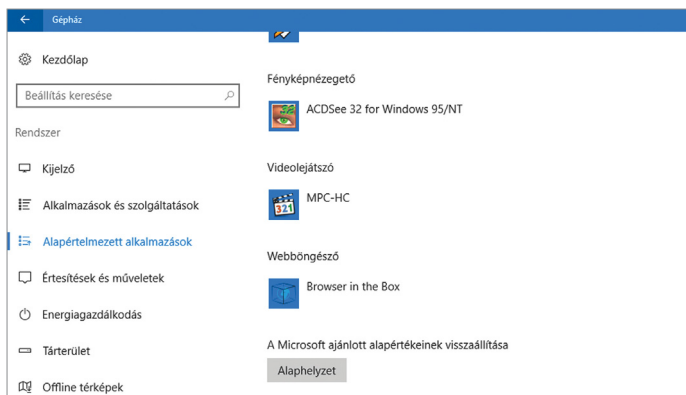 Gépház
Kezdőlap
Beállítás keresése
Rendszer
Kijelző
Alkalmazások és szolgáltatások
Alapértelmezett alkalmazások
Értesítések és műveletek
Energiagazdálkodás
Tárterület
Offline térképek
Fényképnézegető
ACDSee 32 for Windows 95/NT
Videolejátszó
321
MPC-HC
Webböngésző
Browser in the Box
A Microsoft ajánlott alapértékeinek visszaállítása
Alaphelyzet